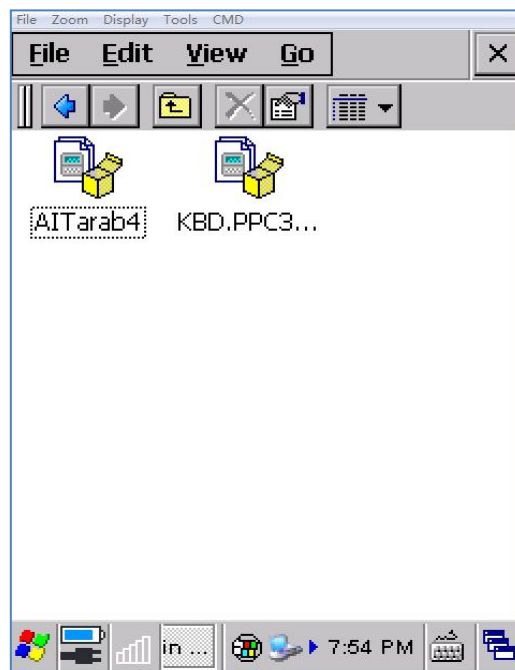 File Zoom Display Tools CMD
File Edit View Go
AITarab4 KBD.PPC3...
in ... 7:54 PM